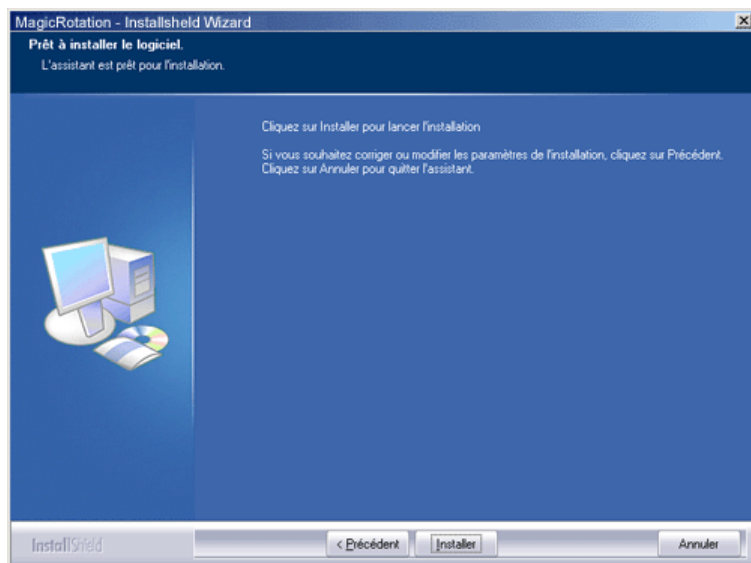 MagicRotation - Installsheld Wizard
Prêt à installer le logiciel.
L'assistant est prêt pour l'installation.
Cliquez sur Installer pour lancer l'installation
Si vous souhaitez corriger ou modifier les paramètres de l'installation, cliquez sur Précédent.
Cliquez sur Annuler pour quitter l'assistant.
InstallShield
< Précédent
Installer
Annuler